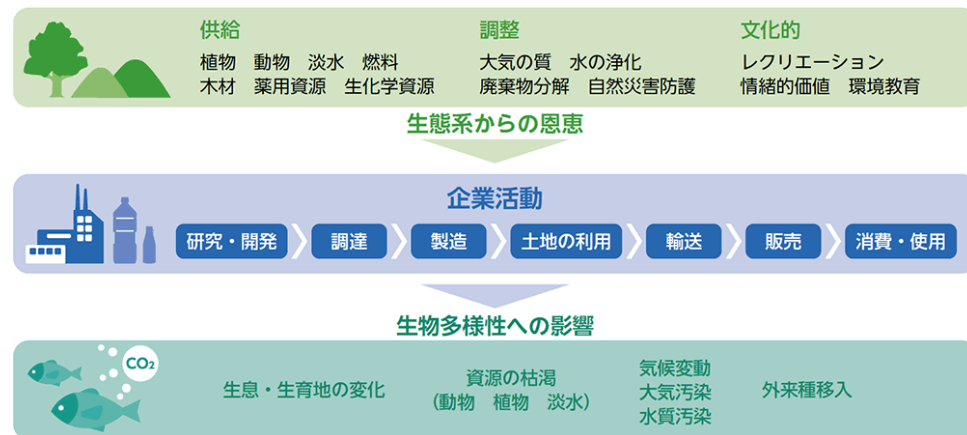 供給
植物　動物　淡水　燃料
木材　薬用資源　生化学資源
調整
大気の質　水の浄化
廃棄物分解　自然災害防護
文化的
レクリエーション
情緒的価値　環境教育
生態系からの恩恵
企業活動
研究・開発
調達
製造
土地の利用
輸送
販売
消費・使用
生物多様性への影響
CO₂
生息・生育地の変化
資源の枯渇
（動物　植物　淡水）
気候変動
大気汚染
水質汚染
外来種移入